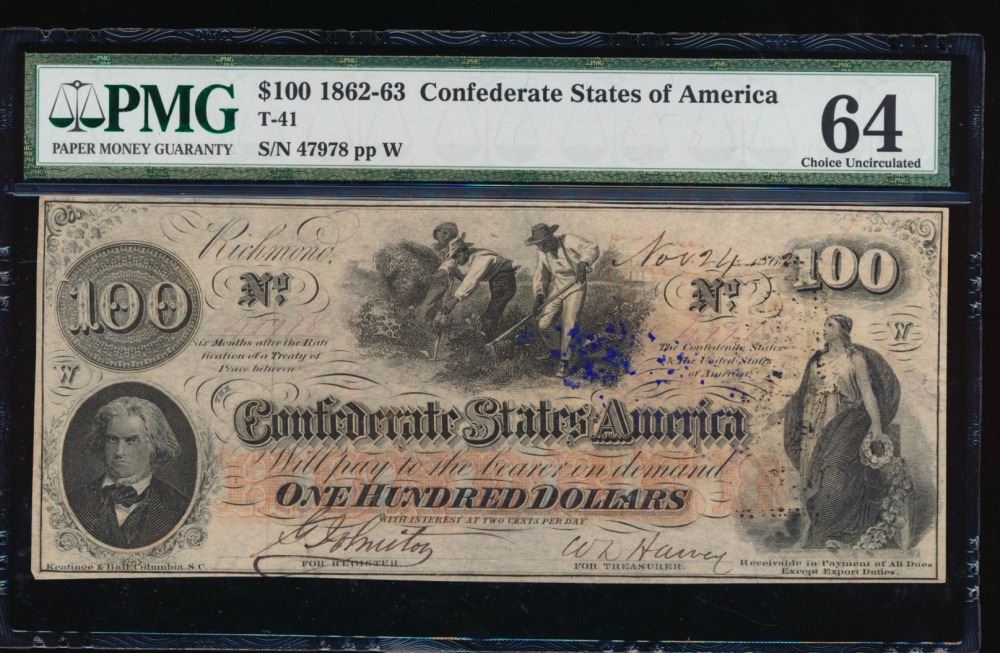 PMG
PAPER MONEY GUARANTY
$100 1862-63 Confederate States of America
T-41
S/N 47978 pp W
64
Choice Uncirculated
Richmond,
Nov. 24 1862
100
No.
No.
100
47978
Six Months after the Rati
fication of a Treaty of
Peace between
The Confederate States
& The United States
of America,
W
W
THE
Confederate States America
Will pay to the bearer on demand
ONE HUNDRED DOLLARS
WITH INTEREST AT TWO CENTS PER DAY
FOR REGISTER
FOR TREASURER.
Keatinge & Ball, Columbia, S.C.
Receivable in Payment of All Dues
Except Export Duties.